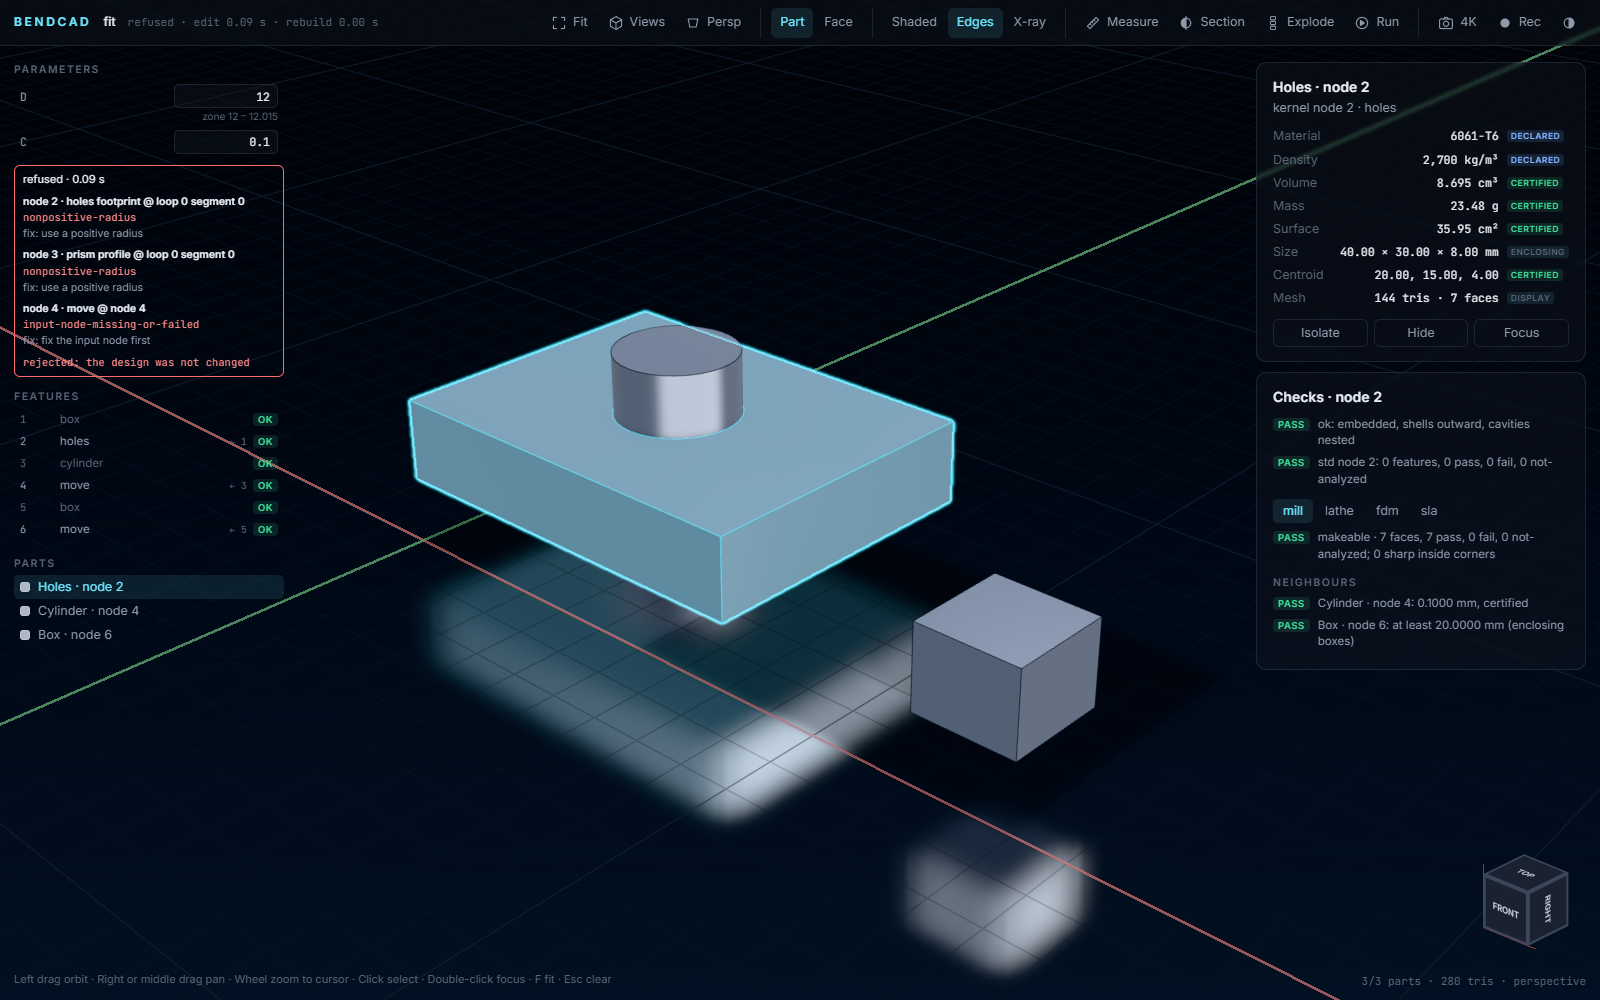 BENDCAD fit refused · edit 0.09 s · rebuild 0.00 s
Fit Views Persp Part Face Shaded Edges X-ray Measure Section Explode Run 4K Rec
PARAMETERS
D 12
zone 12 – 12.015
C 0.1
refused · 0.09 s
node 2 · holes footprint @ loop 0 segment 0
nonpositive-radius
fix: use a positive radius
node 3 · prism profile @ loop 0 segment 0
nonpositive-radius
fix: use a positive radius
node 4 · move @ node 4
input-node-missing-or-failed
fix: fix the input node first
rejected: the design was not changed
FEATURES
1 box OK
2 holes ← 1 OK
3 cylinder OK
4 move ← 3 OK
5 box OK
6 move ← 5 OK
PARTS
Holes · node 2
Cylinder · node 4
Box · node 6
Holes · node 2
kernel node 2 · holes
Material 6061-T6 DECLARED
Density 2,700 kg/m³ DECLARED
Volume 8.695 cm³ CERTIFIED
Mass 23.48 g CERTIFIED
Surface 35.95 cm² CERTIFIED
Size 40.00 × 30.00 × 8.00 mm ENCLOSING
Centroid 20.00, 15.00, 4.00 CERTIFIED
Mesh 144 tris · 7 faces DISPLAY
Isolate Hide Focus
Checks · node 2
PASS ok: embedded, shells outward, cavities
nested
PASS std node 2: 0 features, 0 pass, 0 fail, 0 not-
analyzed
mill lathe fdm sla
PASS makeable · 7 faces, 7 pass, 0 fail, 0 not-
analyzed; 0 sharp inside corners
NEIGHBOURS
PASS Cylinder · node 4: 0.1000 mm, certified
PASS Box · node 6: at least 20.0000 mm (enclosing
boxes)
TOP
FRONT
RIGHT
Left drag orbit · Right or middle drag pan · Wheel zoom to cursor · Click select · Double-click focus · F fit · Esc clear
3/3 parts · 280 tris · perspective